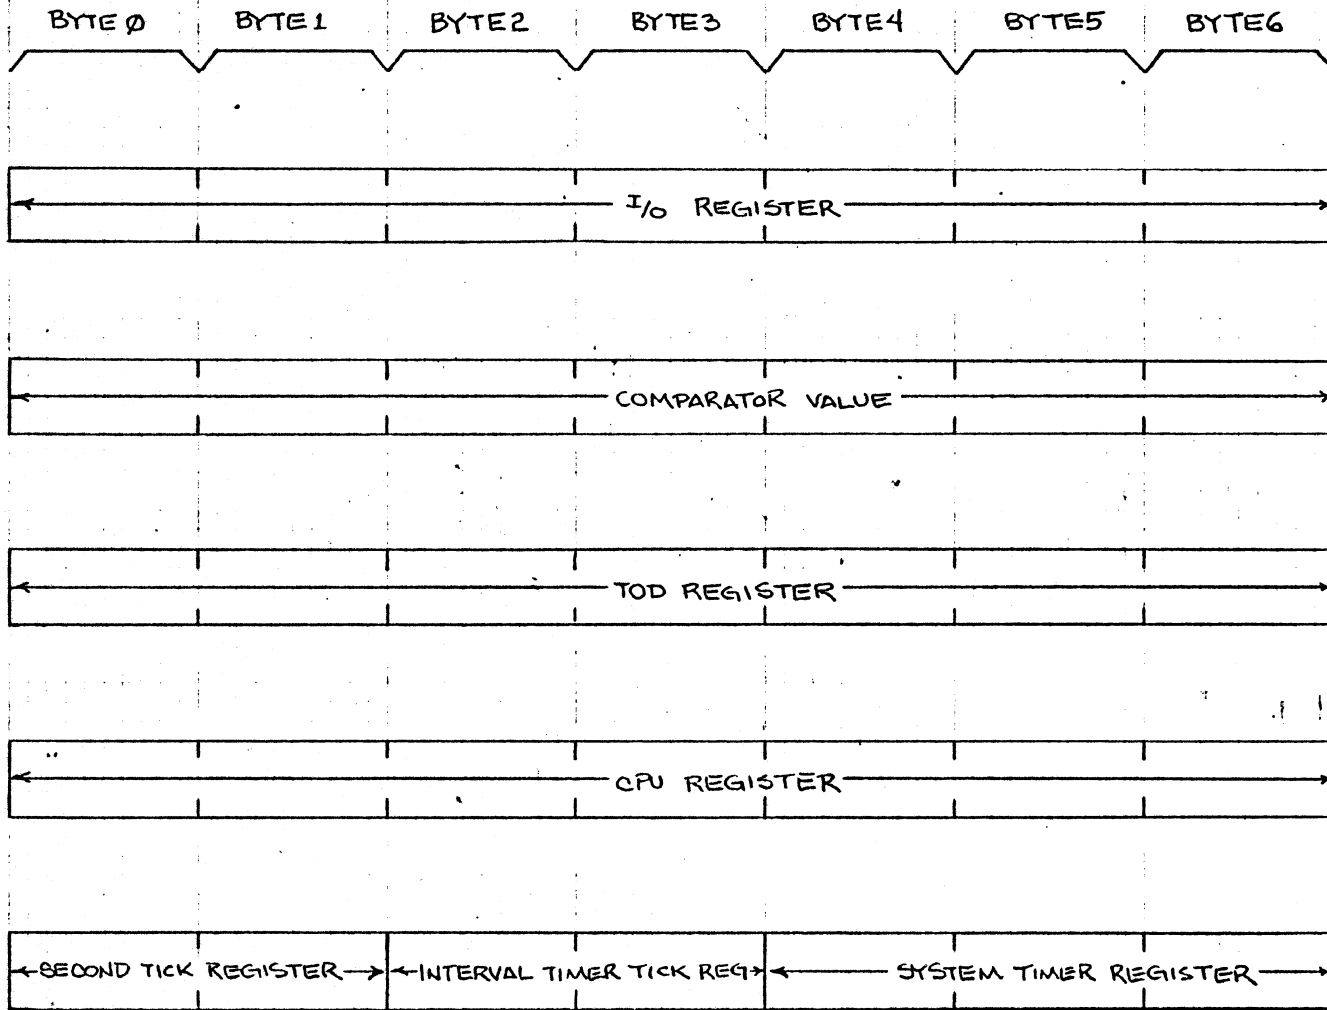 BYTE Ø BYTE 1 BYTE 2 BYTE 3 BYTE 4 BYTE 5 BYTE 6
I/O REGISTER
COMPARATOR VALUE
TOD REGISTER
CPU REGISTER
SECOND TICK REGISTER INTERVAL TIMER TICK REG SYSTEM TIMER REGISTER